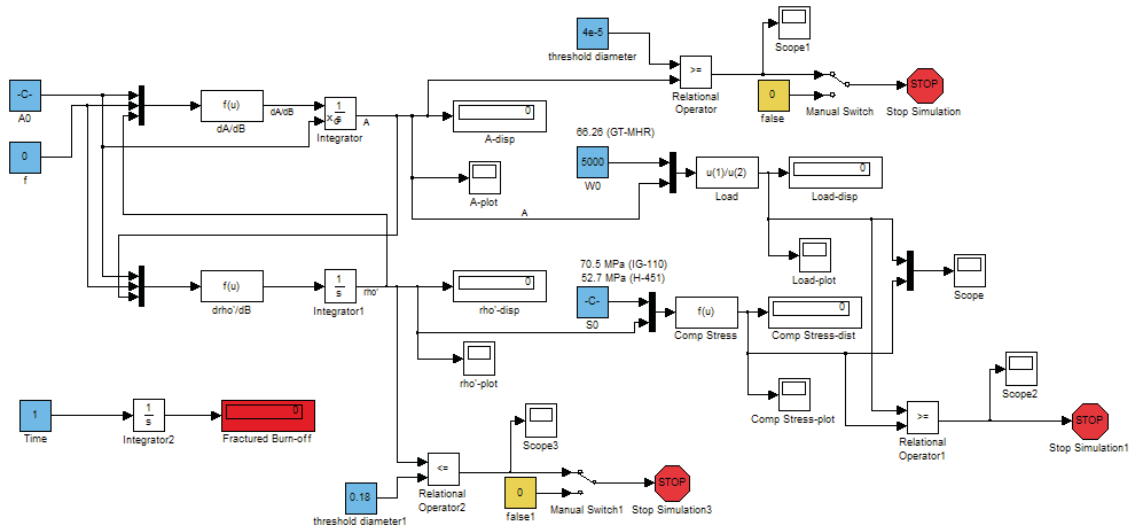 4e-5
threshold diameter
Scope1
>=
Relational
Operator
0
false
Manual Switch
STOP
Stop Simulation
-C-
A0
0
f
f(u)
dA/dB
dA/dB
1
s
x
o
Integrator
A
0
A-disp
A-plot
A
66.26 (GT-MHR)
5000
W0
u(1)/u(2)
Load
0
Load-disp
Load-plot
Scope
f(u)
drho'/dB
1
s
Integrator1
rho'
0
rho'-disp
rho'-plot
70.5 MPa (IG-110)
52.7 MPa (H-451)
-C-
S0
f(u)
Comp Stress
0
Comp Stress-dist
Comp Stress-plot
Scope2
>=
Relational
Operator1
STOP
Stop Simulation1
1
Time
1
s
Integrator2
0
Fractured Burn-off
Scope3
<=
Relational
Operator2
0.18
threshold diameter1
0
false1
Manual Switch1
STOP
Stop Simulation3